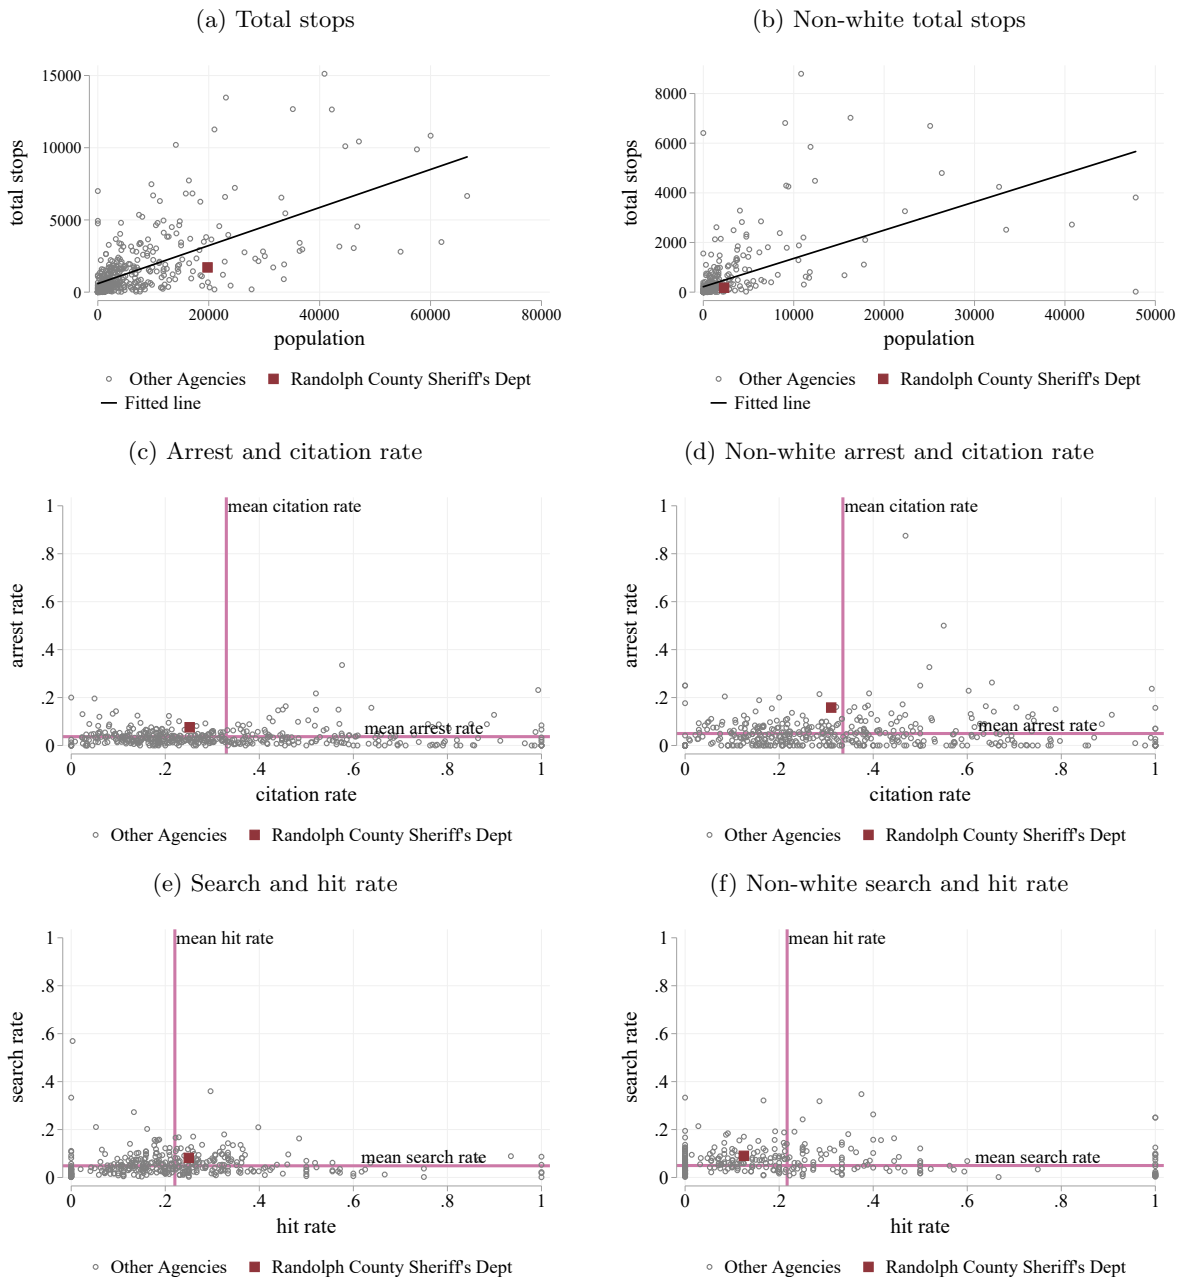 (a) Total stops
total stops
15000
10000
5000
0
0 20000 40000 60000 80000
population
Other Agencies Randolph County Sheriff's Dept
Fitted line
(b) Non-white total stops
total stops
8000
6000
4000
2000
0
0 10000 20000 30000 40000 50000
population
Other Agencies Randolph County Sheriff's Dept
Fitted line
(c) Arrest and citation rate
arrest rate
1
.8
.6
.4
.2
0
mean citation rate
mean arrest rate
0 .2 .4 .6 .8 1
citation rate
Other Agencies Randolph County Sheriff's Dept
(d) Non-white arrest and citation rate
arrest rate
1
.8
.6
.4
.2
0
mean citation rate
mean arrest rate
0 .2 .4 .6 .8 1
citation rate
Other Agencies Randolph County Sheriff's Dept
(e) Search and hit rate
search rate
1
.8
.6
.4
.2
0
mean hit rate
mean search rate
0 .2 .4 .6 .8 1
hit rate
Other Agencies Randolph County Sheriff's Dept
(f) Non-white search and hit rate
search rate
1
.8
.6
.4
.2
0
mean hit rate
mean search rate
0 .2 .4 .6 .8 1
hit rate
Other Agencies Randolph County Sheriff's Dept